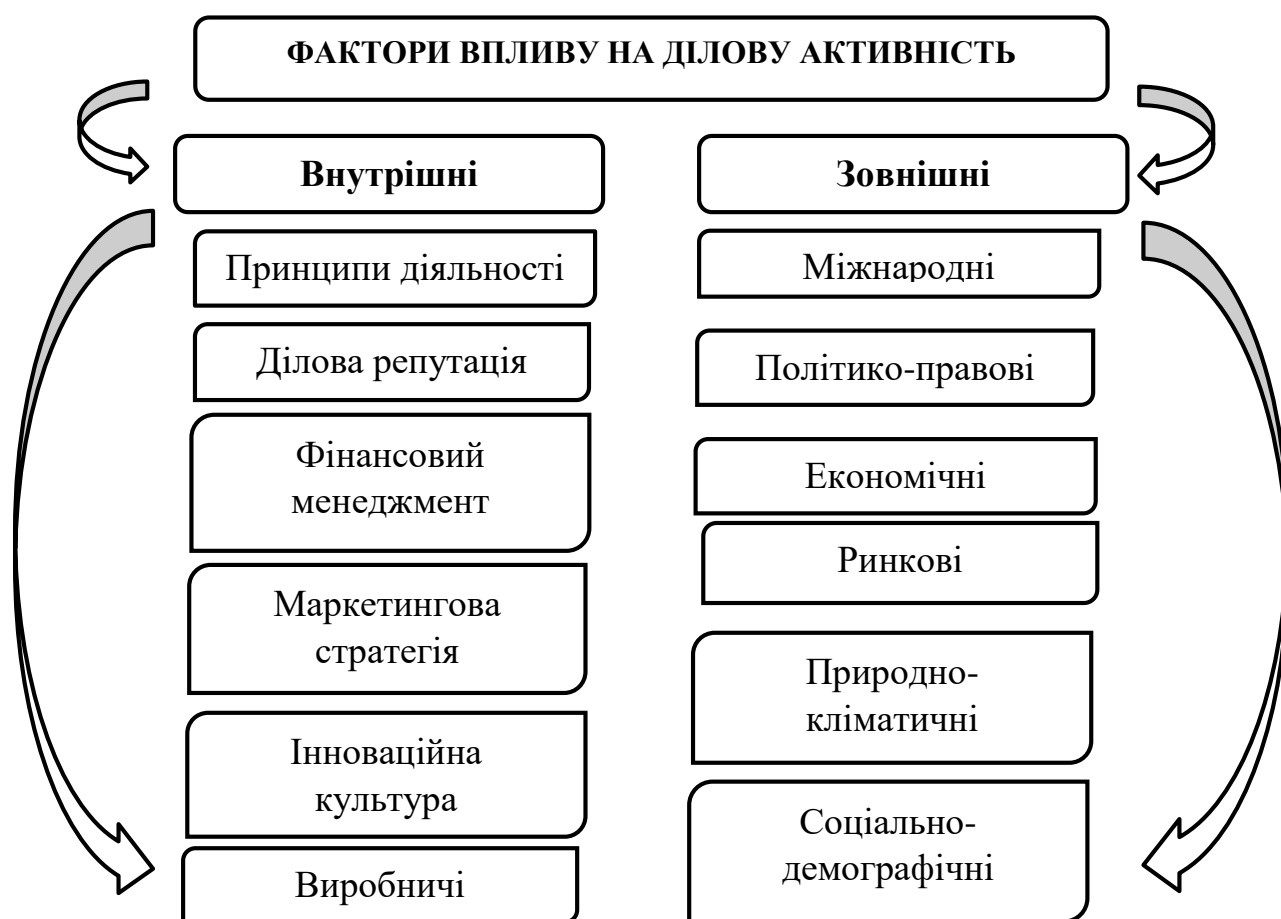 ФАКТОРИ ВПЛИВУ НА ДІЛОВУ АКТИВНІСТЬ
Внутрішні
Принципи діяльності
Ділова репутація
Фінансовий
менеджмент
Маркетингова
стратегія
Інноваційна
культура
Виробничі
Зовнішні
Міжнародні
Політико-правові
Економічні
Ринкові
Природно-
кліматичні
Соціально-
демографічні